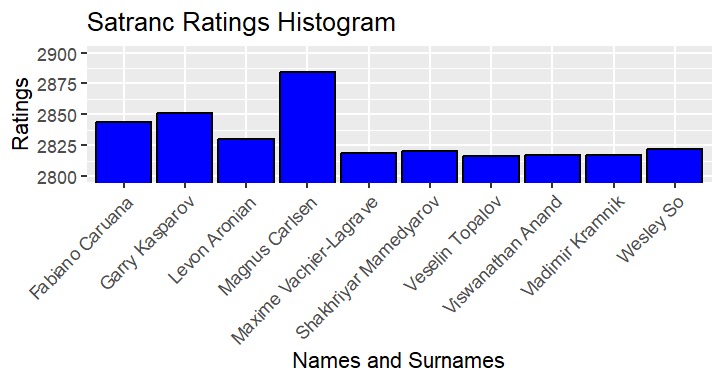 Satranc Ratings Histogram
Ratings
2900
2875
2850
2825
2800
Fabiano Caruana
Garry Kasparov
Levon Aronian
Magnus Carlsen
Maxime Vachier-Lagrave
Shakhriyar Mamedyarov
Veselin Topalov
Viswanathan Anand
Vladimir Kramnik
Wesley So
Names and Surnames